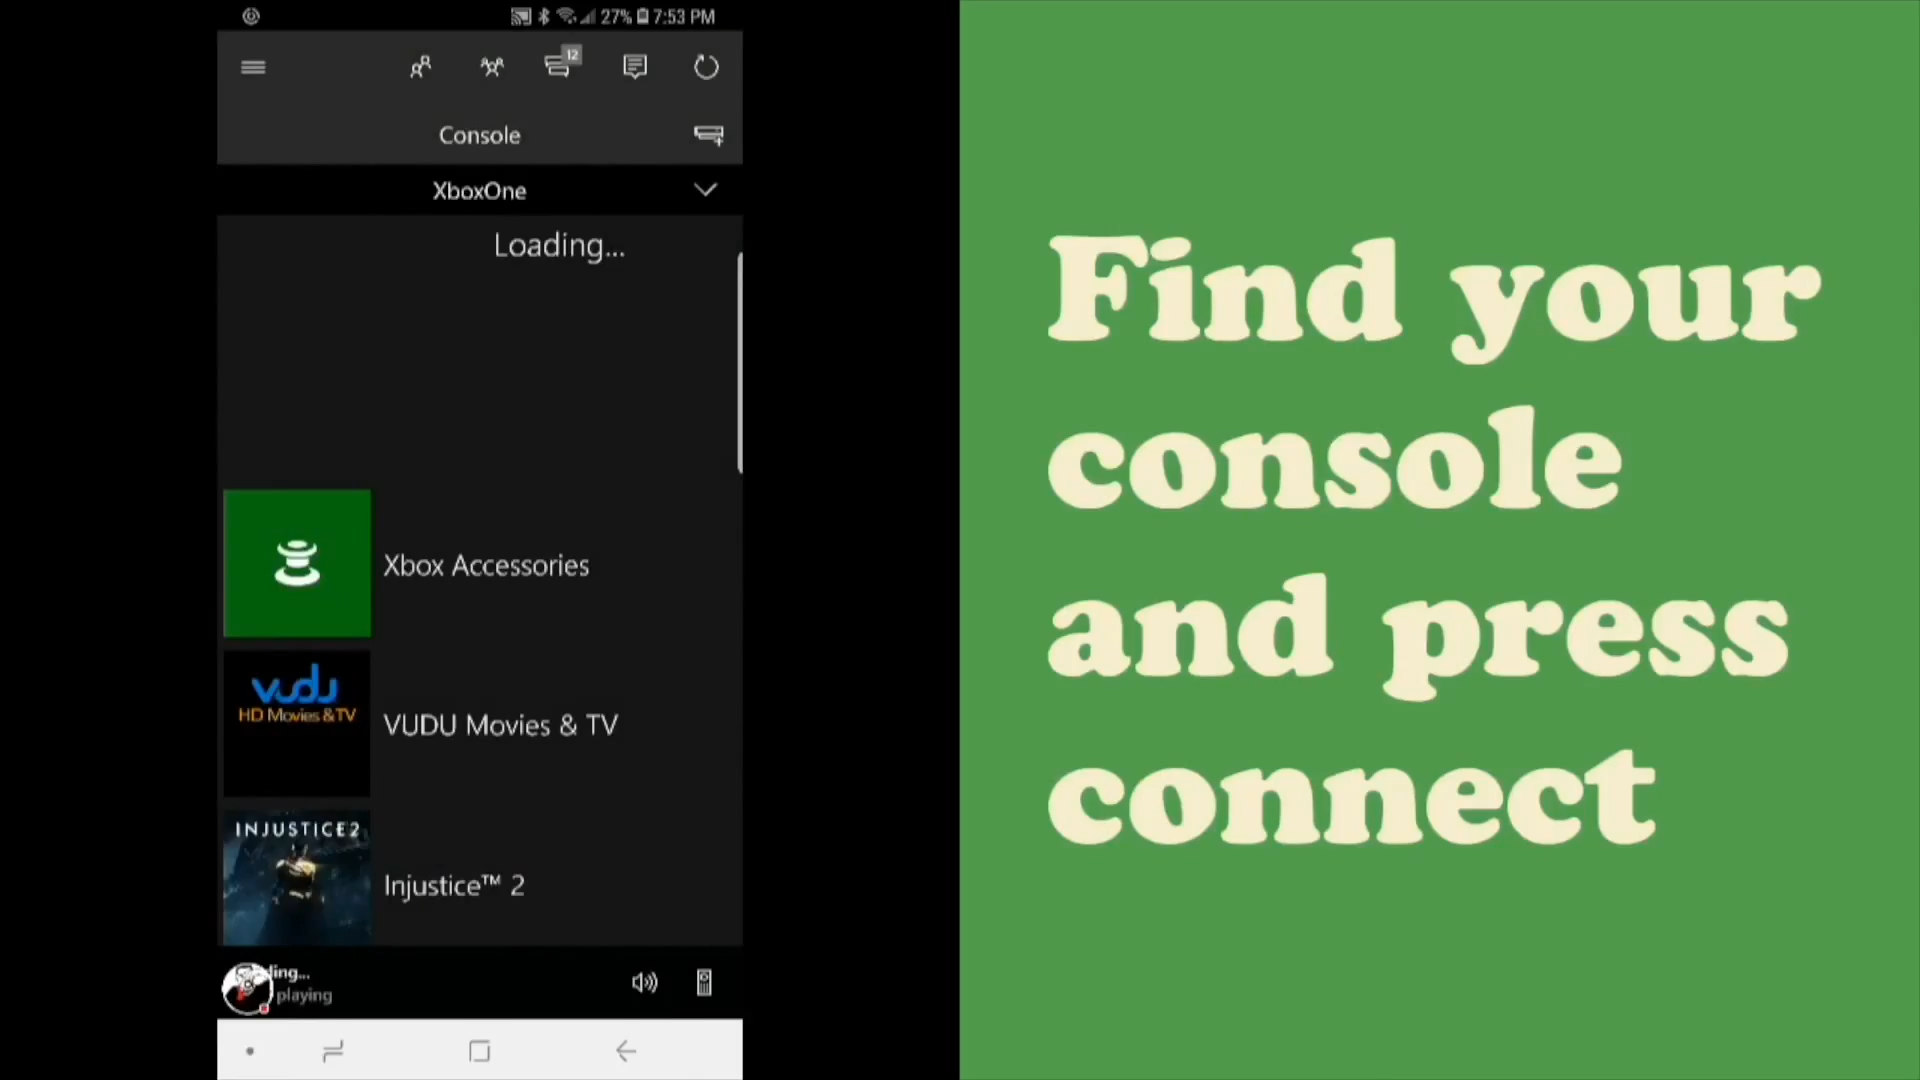 27% 7:53 PM
12
Console
XboxOne
Loading...
Xbox Accessories
vudu
HD Movies & TV
VUDU Movies & TV
INJUSTICE 2
Injustice™ 2
playing
Find your
console
and press
connect